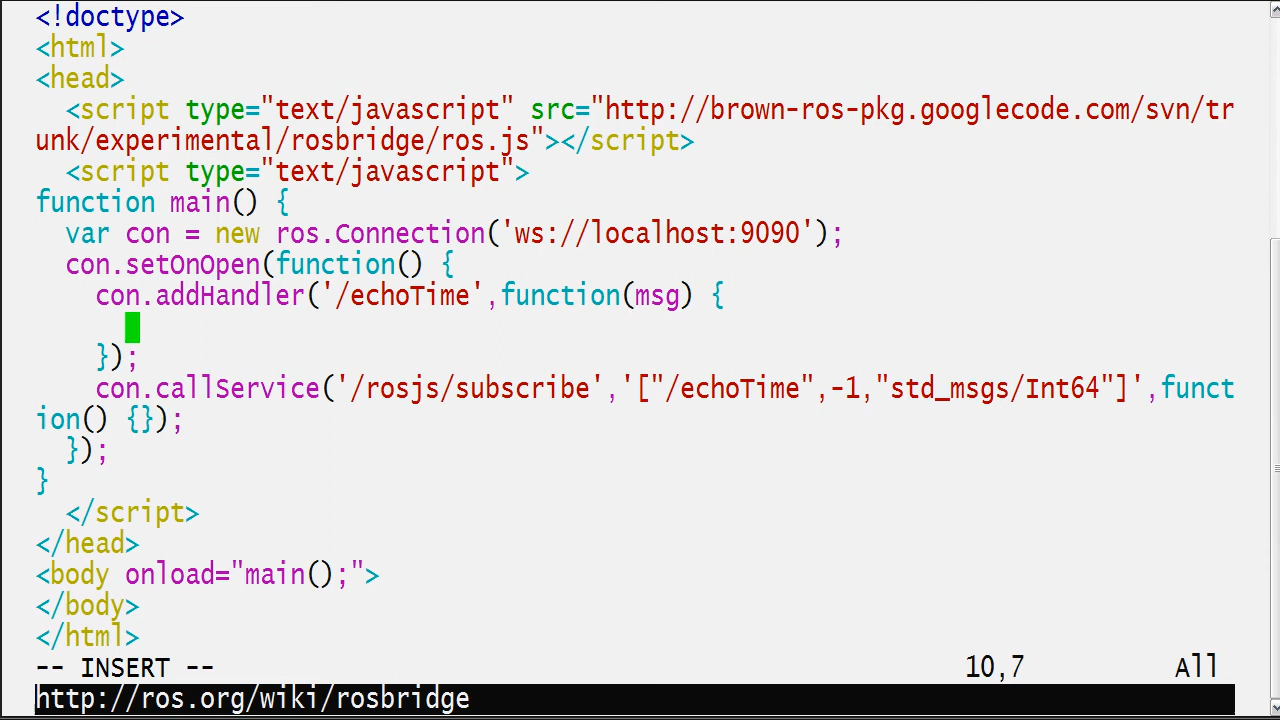 <!doctype>
<html>
<head>
  <script type="text/javascript" src="http://brown-ros-pkg.googlecode.com/svn/tr
unk/experimental/rosbridge/ros.js"></script>
  <script type="text/javascript">
function main() {
  var con = new ros.Connection('ws://localhost:9090');
  con.setOnOpen(function() {
    con.addHandler('/echoTime',function(msg) {
    });
    con.callService('/rosjs/subscribe','["/echoTime",-1,"std_msgs/Int64"]',funct
ion() {});
  });
}
  </script>
</head>
<body onload="main();">
</body>
</html>
-- INSERT -- 10,7 All
http://ros.org/wiki/rosbridge